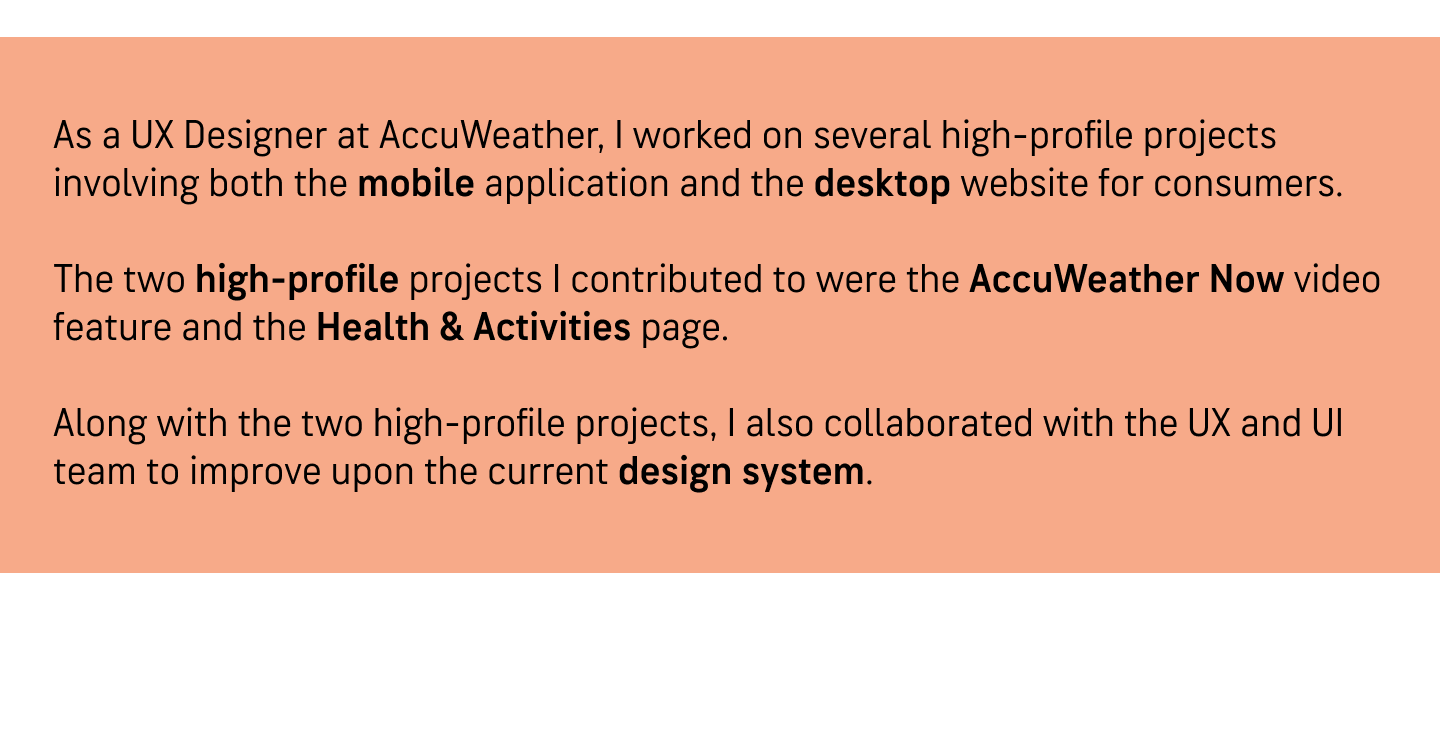 As a UX Designer at AccuWeather, I worked on several high-profile projects
involving both the mobile application and the desktop website for consumers.
The two high-profile projects I contributed to were the AccuWeather Now video
feature and the Health & Activities page.
Along with the two high-profile projects, I also collaborated with the UX and UI
team to improve upon the current design system.